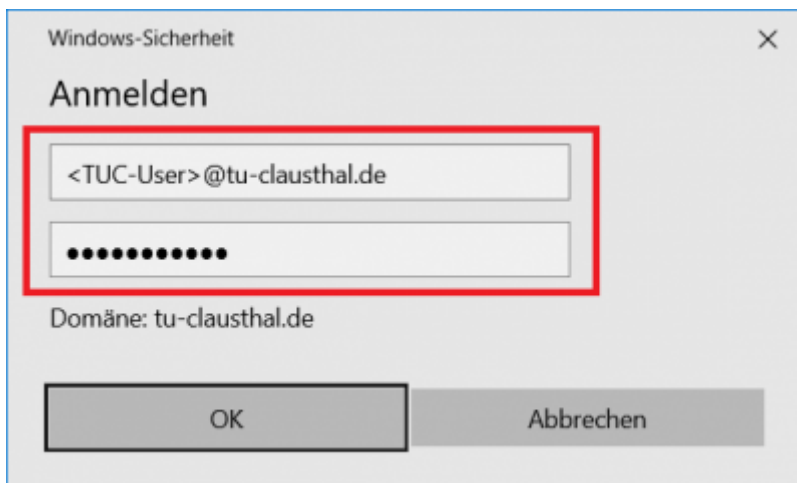 Windows-Sicherheit
Anmelden
<TUC-User>@tu-clausthal.de
●●●●●●●●●●●
Domäne: tu-clausthal.de
OK
Abbrechen